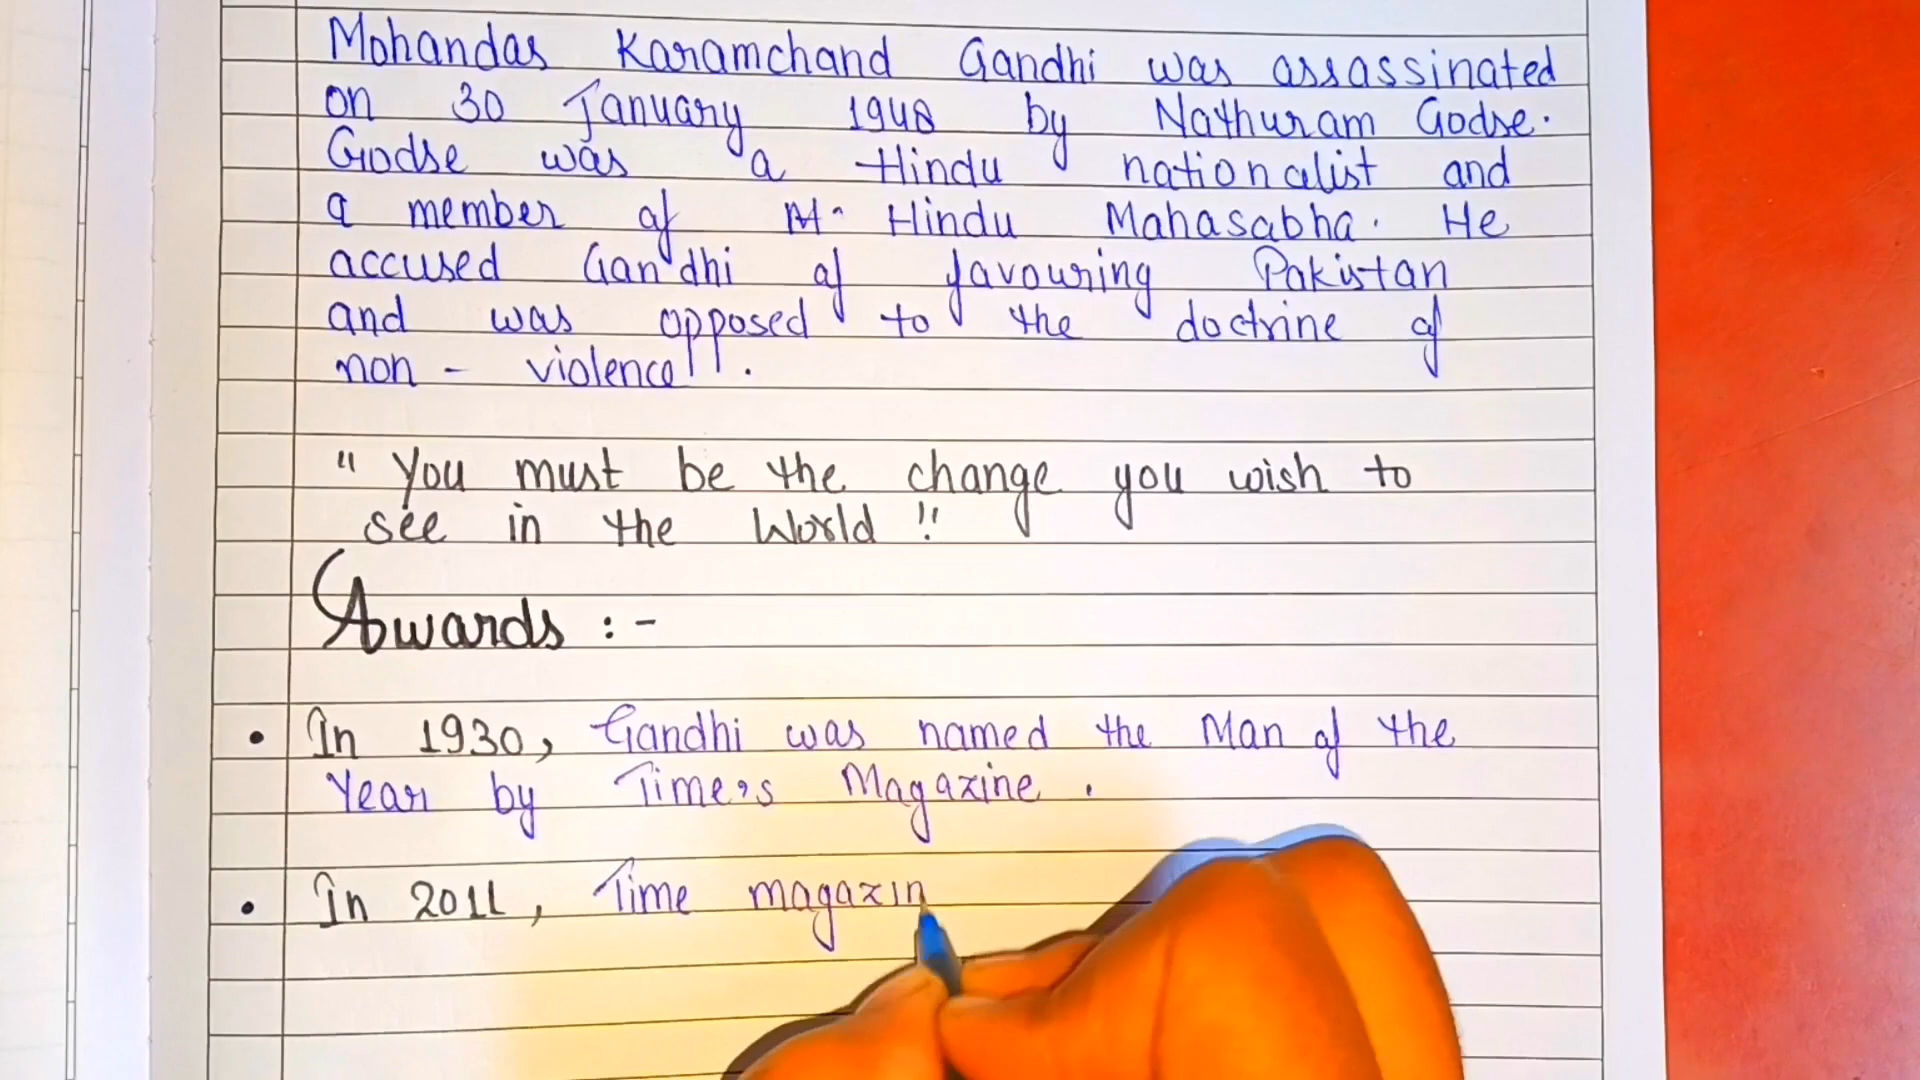 Mohandas Karamchand Gandhi was assassinated
on 30 January 1948 by Nathuram Godse.
Godse was a Hindu nationalist and
a member of Hindu Mahasabha. He
accused Gandhi of favouring Pakistan
and was opposed to the doctrine of
non - violence.
" You must be the change you wish to
see in the World !!
Awards : -
• In 1930, Gandhi was named the Man of the
Year by Times Magazine .
• In 2011, Time magazin